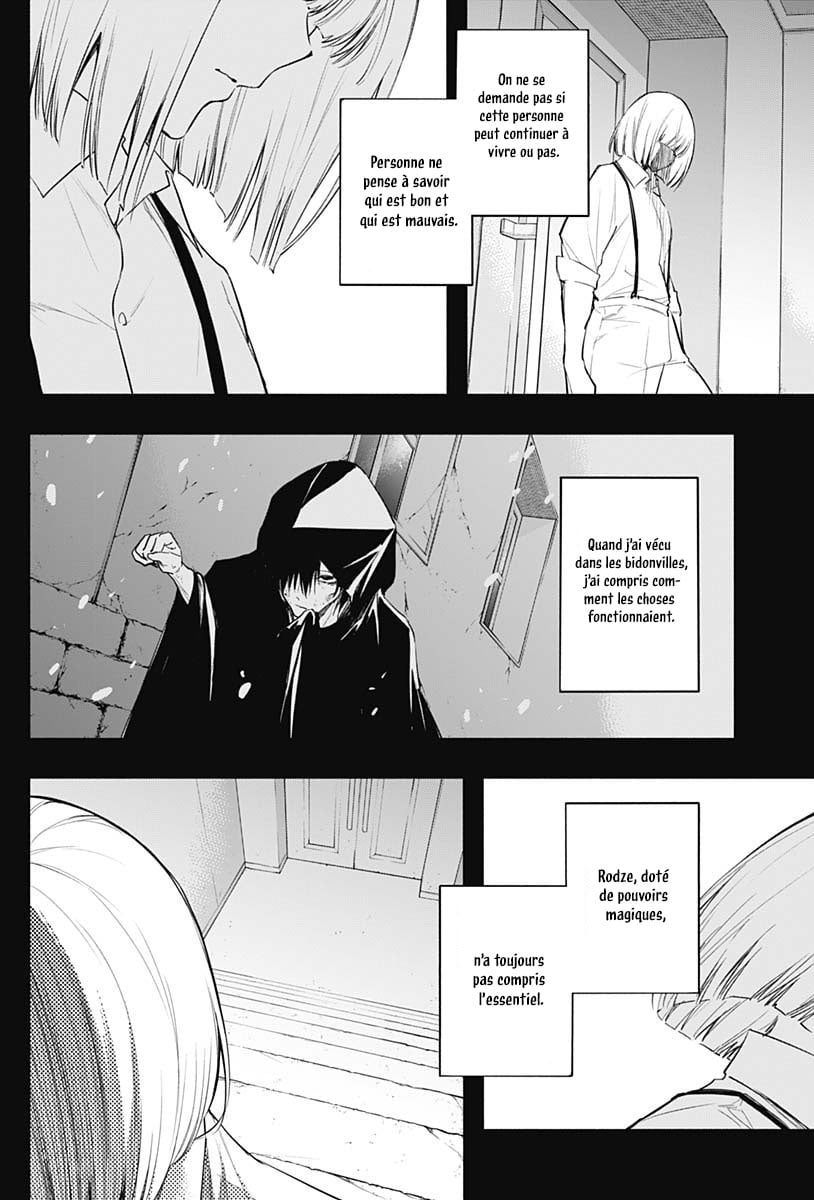 On ne se
demande pas si
cette personne
peut continuer à
vivre ou pas.
Personne ne
pense à savoir
qui est bon et
qui est mauvais.
Quand j'ai vécu
dans les bidonvilles,
j'ai compris com-
ment les choses
fonctionnaient.
Rodze, doté
de pouvoirs
magiques,
n'a toujours
pas compris
l'essentiel.